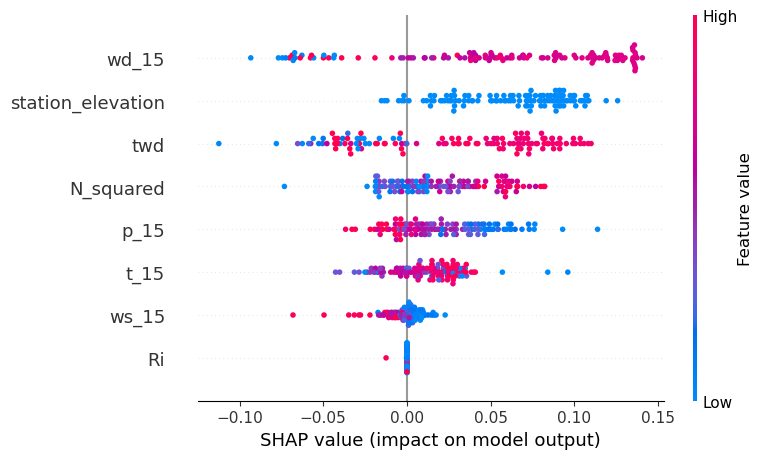 High
wd_15
station_elevation
twd
N_squared
p_15
t_15
ws_15
Ri
Feature value
Low
−0.10 −0.05 0.00 0.05 0.10 0.15
SHAP value (impact on model output)